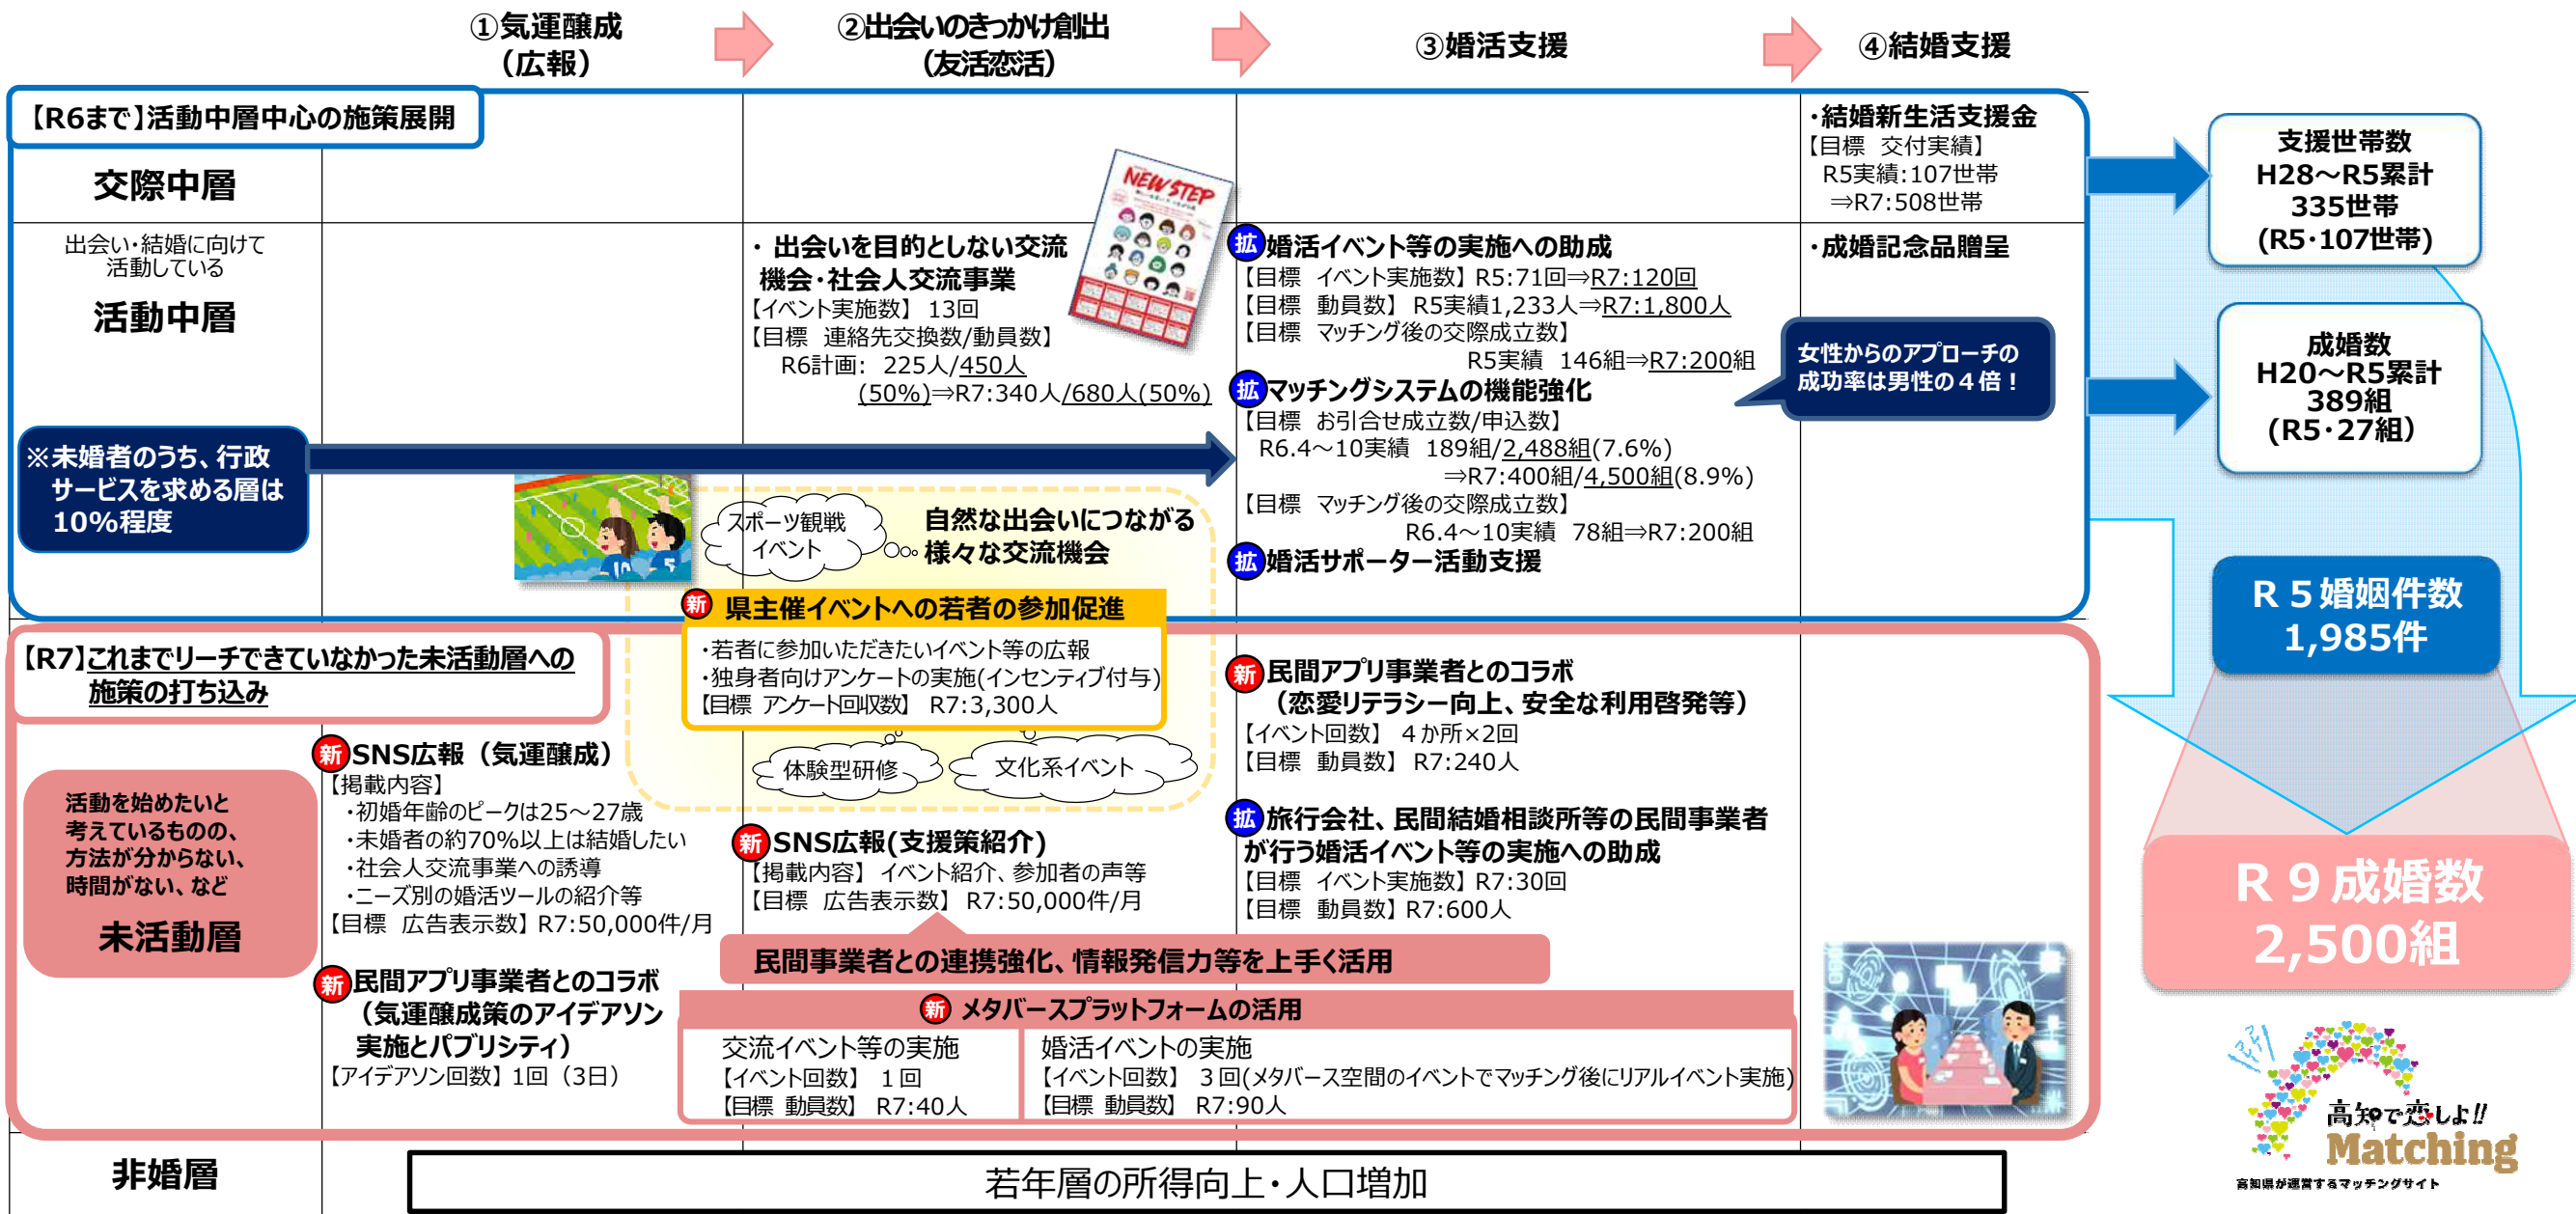 ①気運醸成
（広報）
②出会いのきっかけ創出
（友活恋活）
③婚活支援
④結婚支援
【R6まで】活動中層中心の施策展開
交際中層
・結婚新生活支援金
【目標 交付実績】
R5実績:107世帯
⇒R7:508世帯
出会い・結婚に向けて
活動している
活動中層
※未婚者のうち、行政
サービスを求める層は
10%程度
・ 出会いを目的としない交流
機会・社会人交流事業
【イベント実施数】 13回
【目標 連絡先交換数/動員数】
R6計画: 225人/450人
(50%)⇒R7:340人/680人(50%)
NEW STEP
拡 婚活イベント等の実施への助成
【目標 イベント実施数】 R5:71回⇒R7:120回
【目標 動員数】 R5実績1,233人⇒R7:1,800人
【目標 マッチング後の交際成立数】
R5実績 146組⇒R7:200組
拡 マッチングシステムの機能強化
【目標 お引合せ成立数/申込数】
R6.4～10実績 189組/2,488組(7.6%)
⇒R7:400組/4,500組(8.9%)
【目標 マッチング後の交際成立数】
R6.4～10実績 78組⇒R7:200組
拡 婚活サポーター活動支援
・成婚記念品贈呈
女性からのアプローチの
成功率は男性の４倍！
スポーツ観戦
イベント
自然な出会いにつながる
様々な交流機会
新 県主催イベントへの若者の参加促進
・若者に参加いただきたいイベント等の広報
・独身者向けアンケートの実施(インセンティブ付与)
【目標 アンケート回収数】 R7:3,300人
体験型研修
文化系イベント
【R7】これまでリーチできていなかった未活動層への
施策の打ち込み
活動を始めたいと
考えているものの、
方法が分からない、
時間がない、など
未活動層
新 SNS広報（気運醸成）
【掲載内容】
・初婚年齢のピークは25～27歳
・未婚者の約70%以上は結婚したい
・社会人交流事業への誘導
・ニーズ別の婚活ツールの紹介等
【目標 広告表示数】 R7:50,000件/月
新 民間アプリ事業者とのコラボ
（気運醸成策のアイデアソン
実施とパブリシティ）
【アイデアソン回数】 1回（3日）
新 SNS広報(支援策紹介)
【掲載内容】 イベント紹介、参加者の声等
【目標 広告表示数】 R7:50,000件/月
新 民間アプリ事業者とのコラボ
（恋愛リテラシー向上、安全な利用啓発等）
【イベント回数】 ４か所×2回
【目標 動員数】 R7:240人
拡 旅行会社、民間結婚相談所等の民間事業者
が行う婚活イベント等の実施への助成
【目標 イベント実施数】 R7:30回
【目標 動員数】 R7:600人
民間事業者との連携強化、情報発信力等を上手く活用
新 メタバースプラットフォームの活用
交流イベント等の実施
【イベント回数】 １回
【目標 動員数】 R7:40人
婚活イベントの実施
【イベント回数】 ３回(メタバース空間のイベントでマッチング後にリアルイベント実施)
【目標 動員数】 R7:90人
非婚層
若年層の所得向上・人口増加
支援世帯数
H28～R5累計
335世帯
(R5・107世帯)
成婚数
H20～R5累計
389組
(R5・27組）
Ｒ５婚姻件数
1,985件
Ｒ９成婚数
2,500組
高知で恋しよ!!
Matching
高知県が運営するマッチングサイト